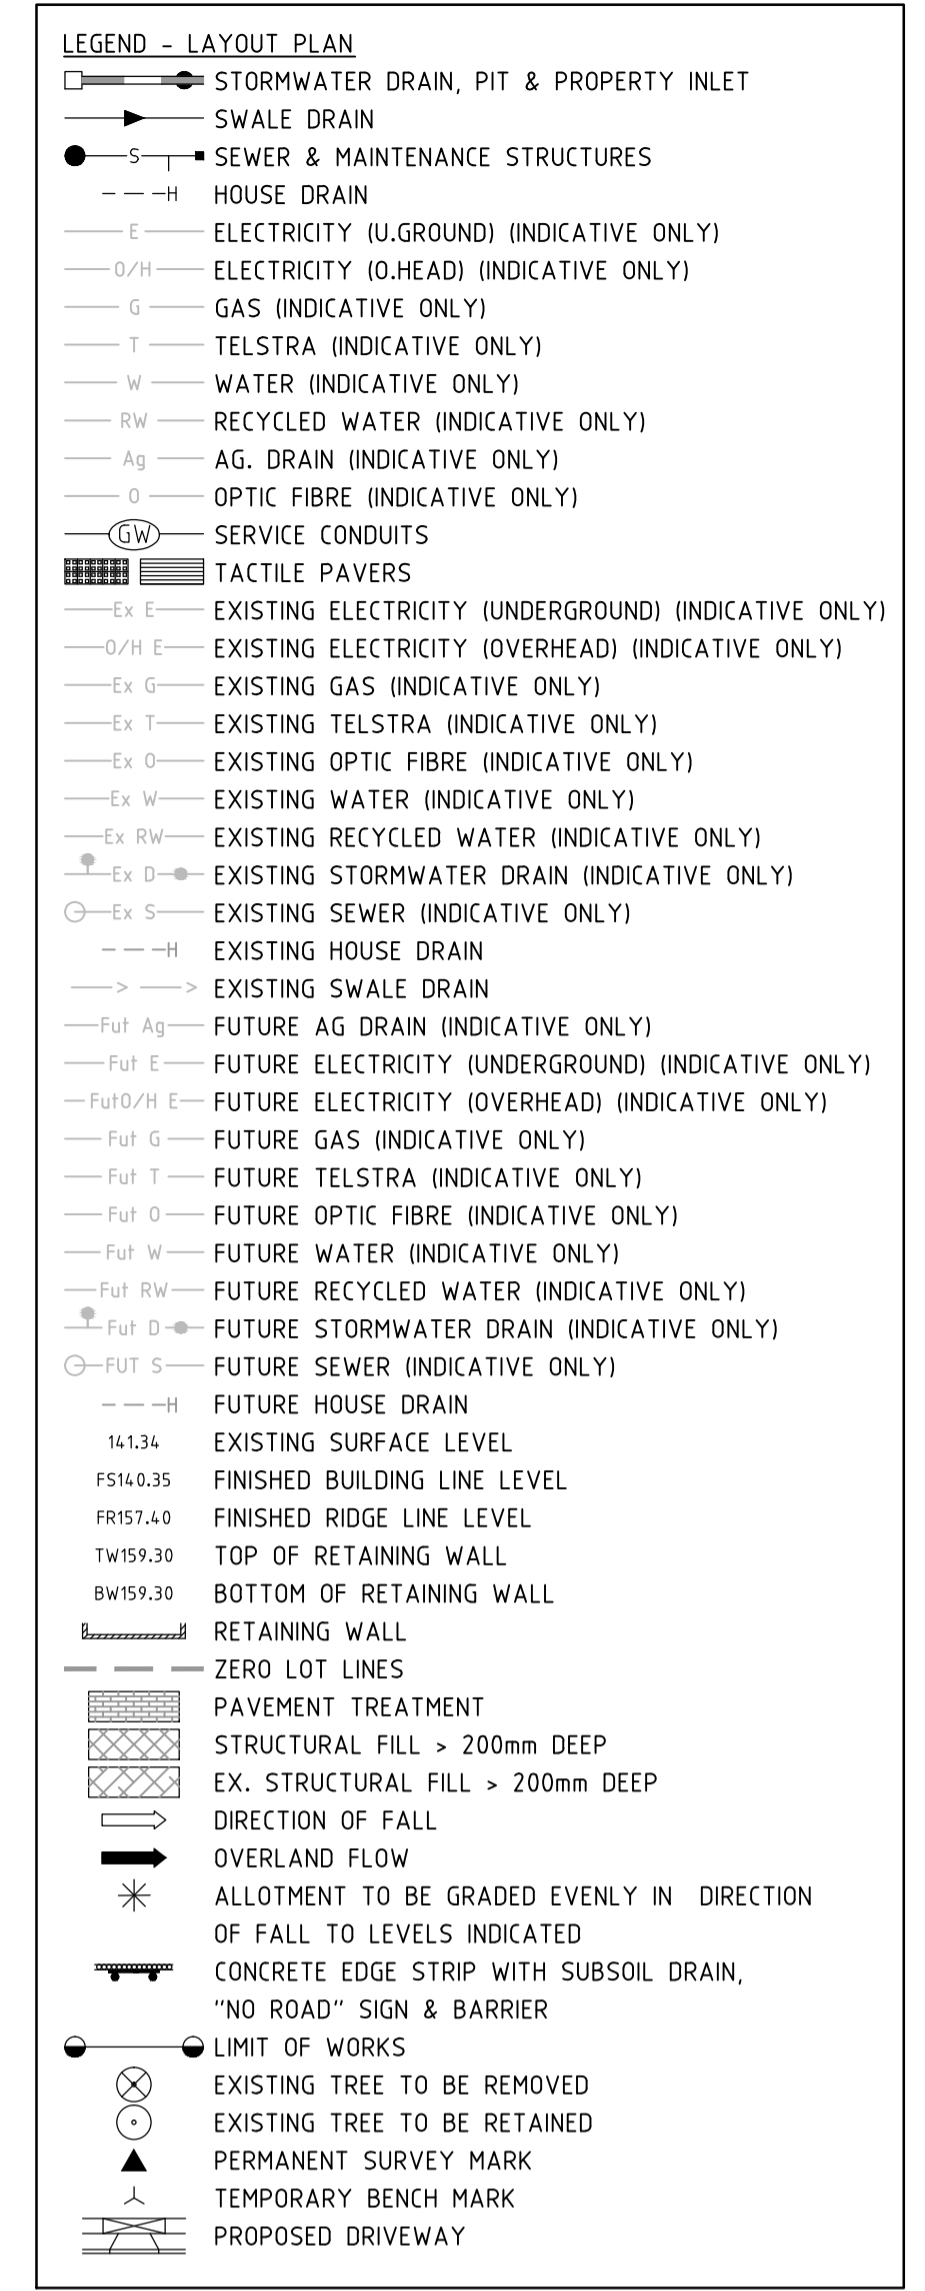 LEGEND - LAYOUT PLAN
STORMWATER DRAIN, PIT & PROPERTY INLET
SWALE DRAIN
S SEWER & MAINTENANCE STRUCTURES
H HOUSE DRAIN
E ELECTRICITY (U.GROUND) (INDICATIVE ONLY)
O/H ELECTRICITY (O.HEAD) (INDICATIVE ONLY)
G GAS (INDICATIVE ONLY)
T TELSTRA (INDICATIVE ONLY)
W WATER (INDICATIVE ONLY)
RW RECYCLED WATER (INDICATIVE ONLY)
Ag AG. DRAIN (INDICATIVE ONLY)
O OPTIC FIBRE (INDICATIVE ONLY)
GW SERVICE CONDUITS
TACTILE PAVERS
Ex E EXISTING ELECTRICITY (UNDERGROUND) (INDICATIVE ONLY)
O/H E EXISTING ELECTRICITY (OVERHEAD) (INDICATIVE ONLY)
Ex G EXISTING GAS (INDICATIVE ONLY)
Ex T EXISTING TELSTRA (INDICATIVE ONLY)
Ex O EXISTING OPTIC FIBRE (INDICATIVE ONLY)
Ex W EXISTING WATER (INDICATIVE ONLY)
Ex RW EXISTING RECYCLED WATER (INDICATIVE ONLY)
Ex D EXISTING STORMWATER DRAIN (INDICATIVE ONLY)
Ex S EXISTING SEWER (INDICATIVE ONLY)
H EXISTING HOUSE DRAIN
> > EXISTING SWALE DRAIN
Fut Ag FUTURE AG DRAIN (INDICATIVE ONLY)
Fut E FUTURE ELECTRICITY (UNDERGROUND) (INDICATIVE ONLY)
FutO/H E FUTURE ELECTRICITY (OVERHEAD) (INDICATIVE ONLY)
Fut G FUTURE GAS (INDICATIVE ONLY)
Fut T FUTURE TELSTRA (INDICATIVE ONLY)
Fut O FUTURE OPTIC FIBRE (INDICATIVE ONLY)
Fut W FUTURE WATER (INDICATIVE ONLY)
Fut RW FUTURE RECYCLED WATER (INDICATIVE ONLY)
Fut D FUTURE STORMWATER DRAIN (INDICATIVE ONLY)
FUT S FUTURE SEWER (INDICATIVE ONLY)
H FUTURE HOUSE DRAIN
141.34 EXISTING SURFACE LEVEL
FS140.35 FINISHED BUILDING LINE LEVEL
FR157.40 FINISHED RIDGE LINE LEVEL
TW159.30 TOP OF RETAINING WALL
BW159.30 BOTTOM OF RETAINING WALL
RETAINING WALL
ZERO LOT LINES
PAVEMENT TREATMENT
STRUCTURAL FILL > 200mm DEEP
EX. STRUCTURAL FILL > 200mm DEEP
DIRECTION OF FALL
OVERLAND FLOW
ALLOTMENT TO BE GRADED EVENLY IN DIRECTION
OF FALL TO LEVELS INDICATED
CONCRETE EDGE STRIP WITH SUBSOIL DRAIN,
"NO ROAD" SIGN & BARRIER
LIMIT OF WORKS
EXISTING TREE TO BE REMOVED
EXISTING TREE TO BE RETAINED
PERMANENT SURVEY MARK
TEMPORARY BENCH MARK
PROPOSED DRIVEWAY